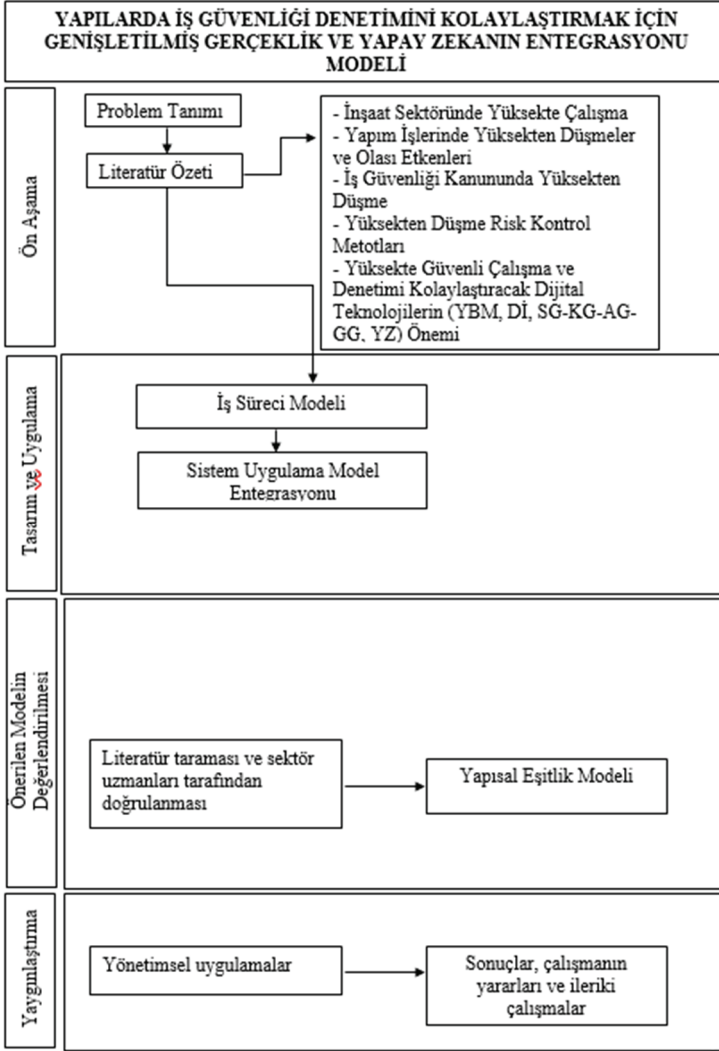 YAPILARDA İŞ GÜVENLİĞİ DENETİMİNİ KOLAYLAŞTIRMAK İÇİN
GENİŞLETİLMİŞ GERÇEKLİK VE YAPAY ZEKANIN ENTEGRASYONU
MODELİ
Ön Aşama
Problem Tanımı
Literatür Özeti
- İnşaat Sektöründe Yüksekte Çalışma
- Yapım İşlerinde Yüksekten Düşmeler
ve Olası Etkenleri
- İş Güvenliği Kanununda Yüksekten
Düşme
- Yüksekten Düşme Risk Kontrol
Metotları
- Yüksekte Güvenli Çalışma ve
Denetimi Kolaylaştıracak Dijital
Teknolojilerin (YBM, Dİ, SG-KG-AG-
GG, YZ) Önemi
Tasarım ve Uygulama
İş Süreci Modeli
Sistem Uygulama Model
Entegrasyonu
Önerilen Modelin
Değerlendirilmesi
Literatür taraması ve sektör
uzmanları tarafından
doğrulanması
Yapısal Eşitlik Modeli
Yaygınlaştırma
Yönetimsel uygulamalar
Sonuçlar, çalışmanın
yararları ve ileriki
çalışmalar